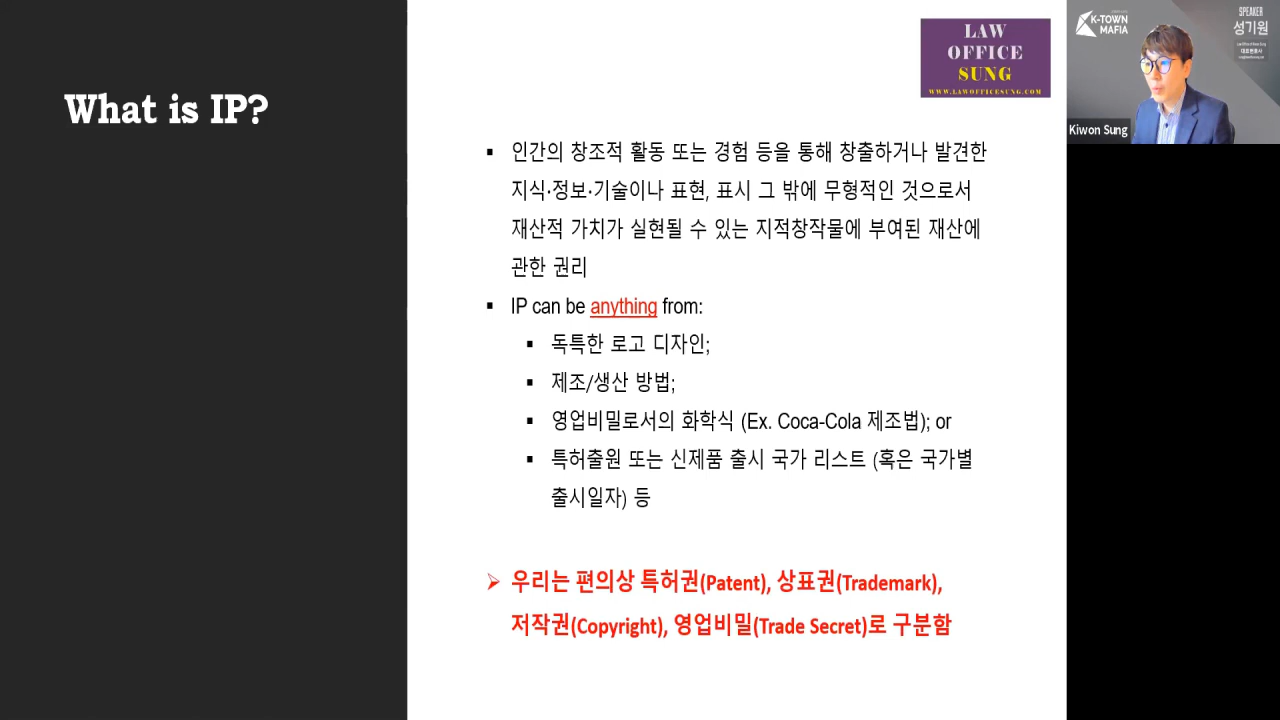 What is IP?
LAW
OFFICE
SUNG
WWW.LAWOFFICESUNG.COM
▪ 인간의 창조적 활동 또는 경험 등을 통해 창출하거나 발견한
지식·정보·기술이나 표현, 표시 그 밖에 무형적인 것으로서
재산적 가치가 실현될 수 있는 지적창작물에 부여된 재산에
관한 권리
▪ IP can be anything from:
▪ 독특한 로고 디자인;
▪ 제조/생산 방법;
▪ 영업비밀로서의 화학식 (Ex. Coca-Cola 제조법); or
▪ 특허출원 또는 신제품 출시 국가 리스트 (혹은 국가별
출시일자) 등
➢ 우리는 편의상 특허권(Patent), 상표권(Trademark),
저작권(Copyright), 영업비밀(Trade Secret)로 구분함
K-TOWN
MAFIA
SPEAKER
성기원
대표변호사
Kiwon Sung